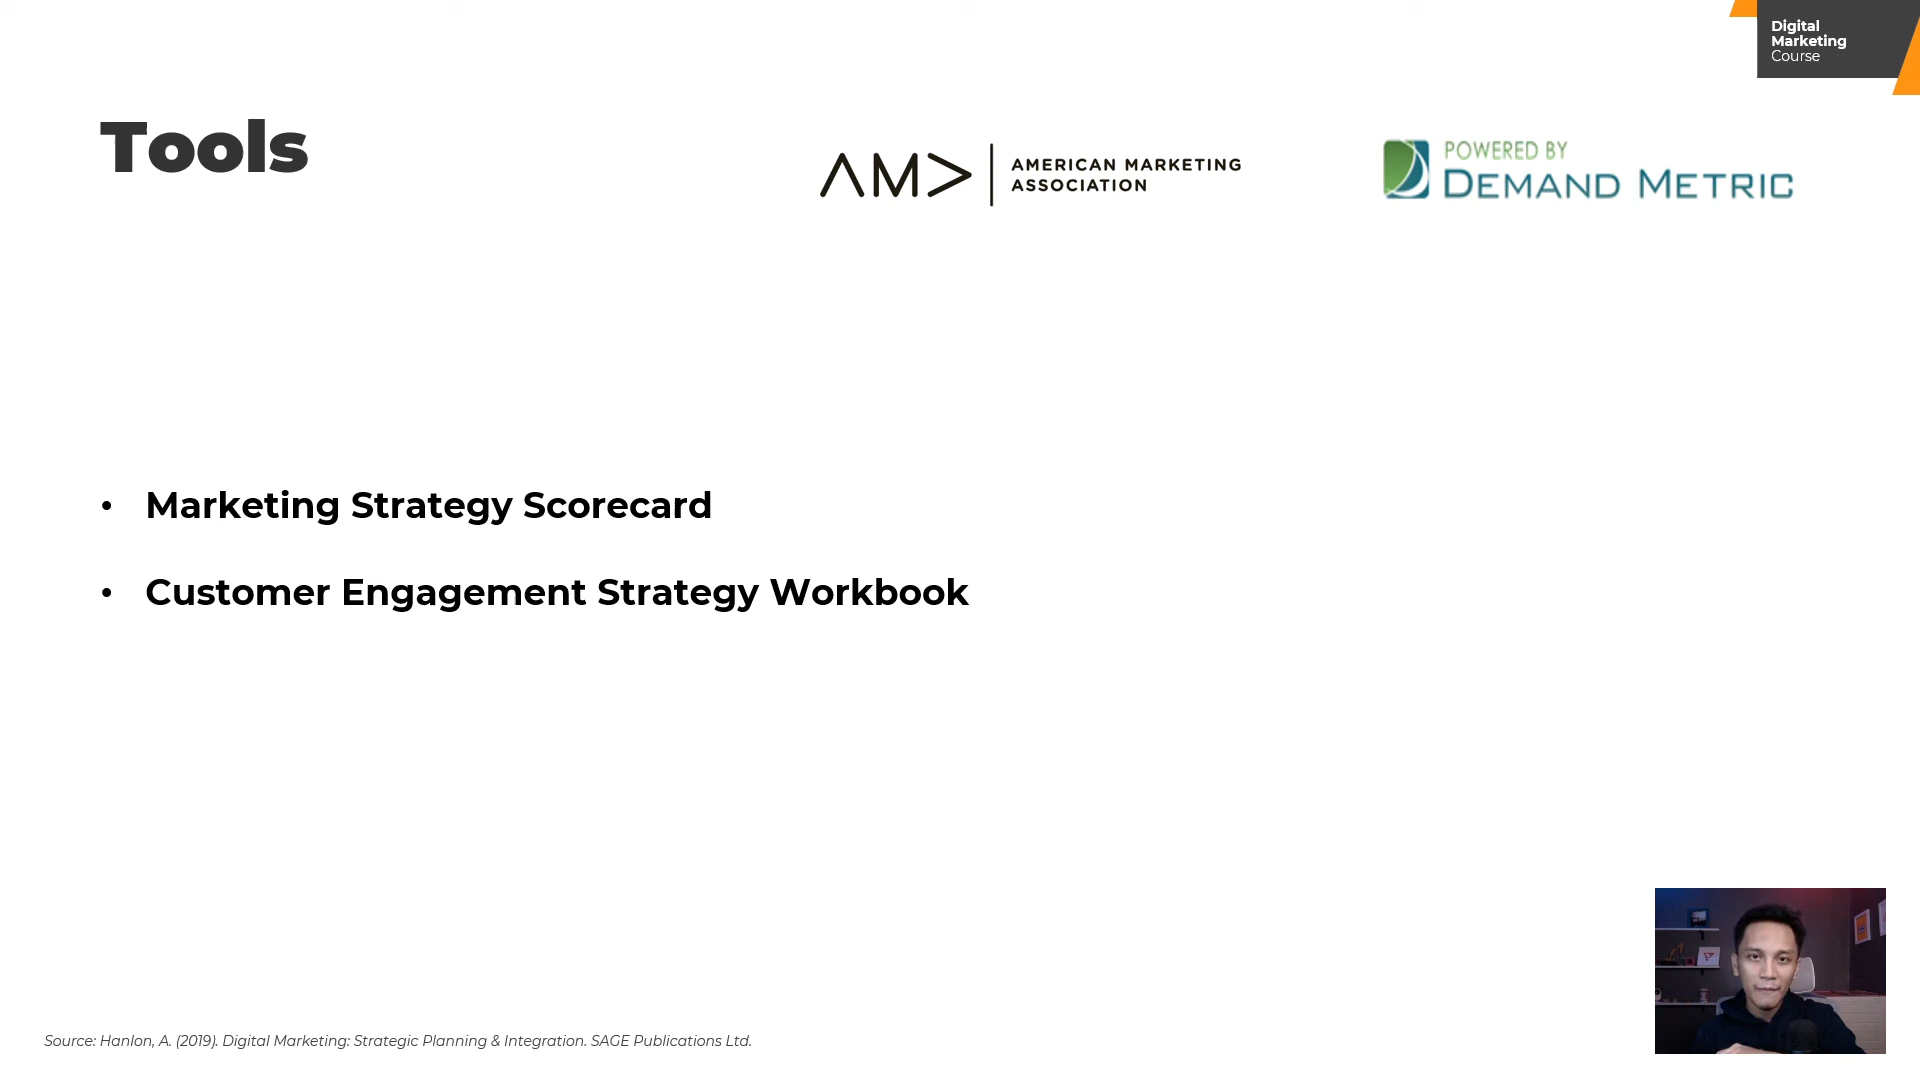 Digital
Marketing
Course
Tools
AMERICAN MARKETING
ASSOCIATION
POWERED BY
DEMAND METRIC
• Marketing Strategy Scorecard
• Customer Engagement Strategy Workbook
Source: Hanlon, A. (2019). Digital Marketing: Strategic Planning & Integration. SAGE Publications Ltd.